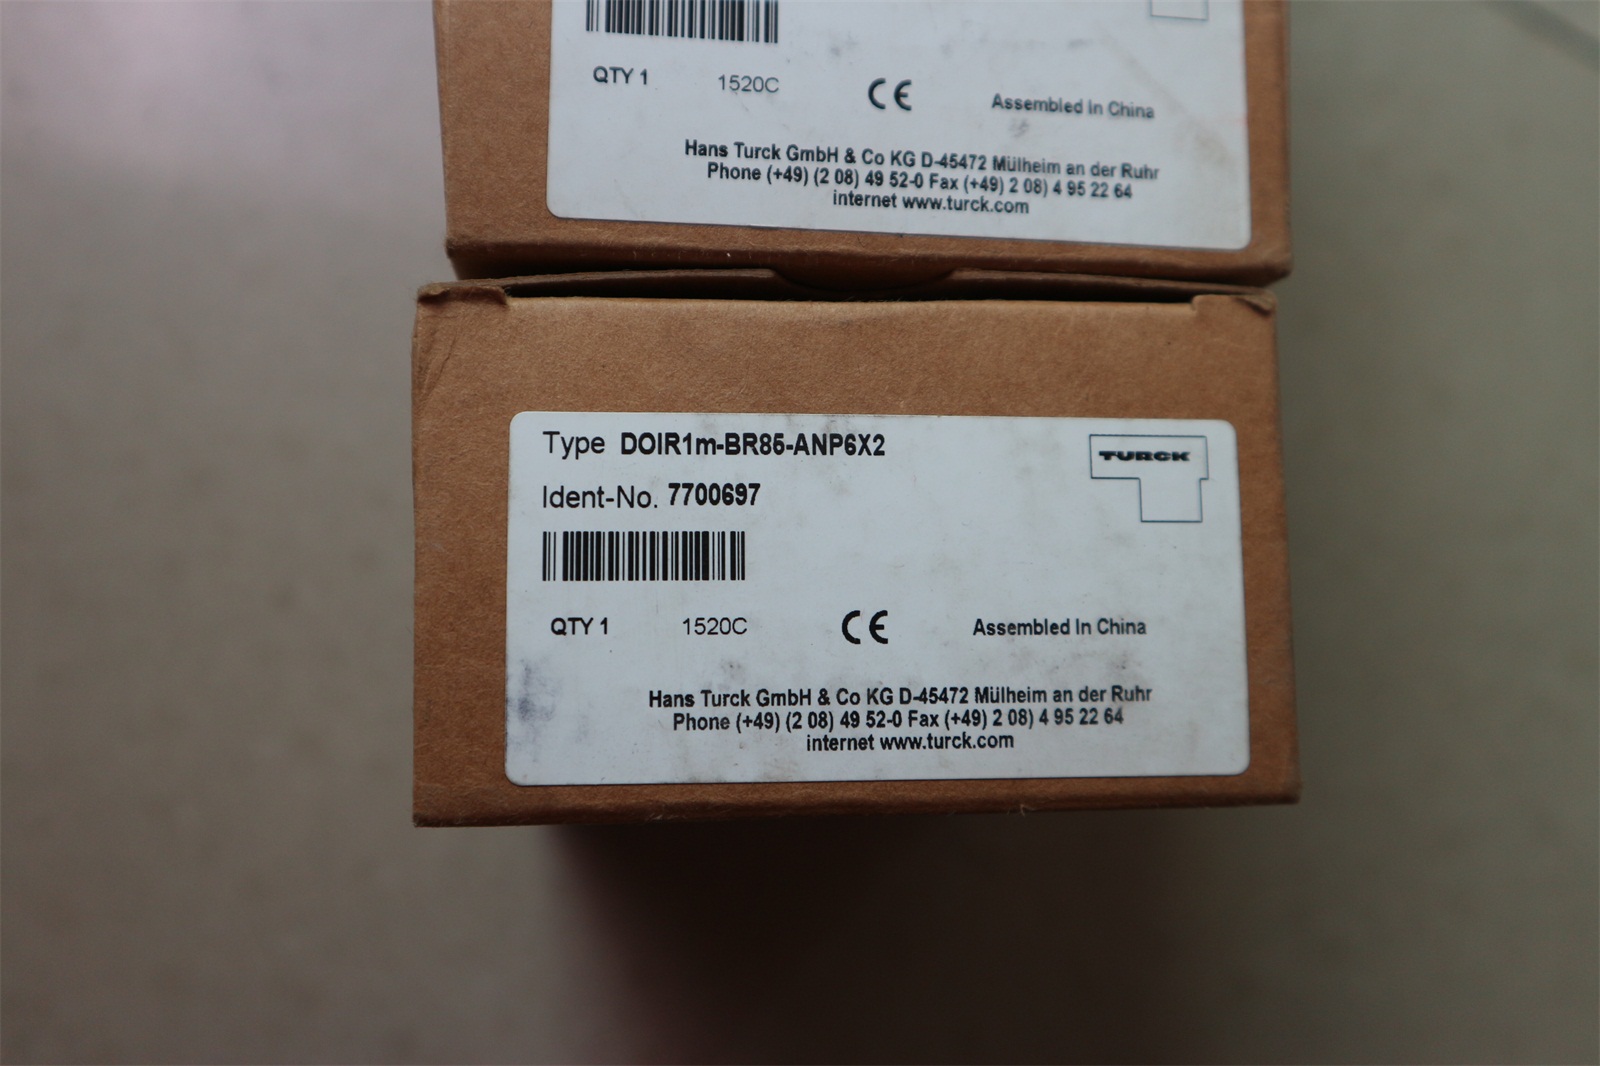 QTY 1 1520C CE Assembled In China
Hans Turck GmbH & Co KG D-45472 Mülheim an der Ruhr
Phone (+49) (2 08) 49 52-0 Fax (+49) 2 08) 4 95 22 64
internet www.turck.com
Type DOIR1m-BR85-ANP6X2
TURCK
Ident-No. 7700697
QTY 1 1520C CE Assembled In China
Hans Turck GmbH & Co KG D-45472 Mülheim an der Ruhr
Phone (+49) (2 08) 49 52-0 Fax (+49) 2 08) 4 95 22 64
internet www.turck.com